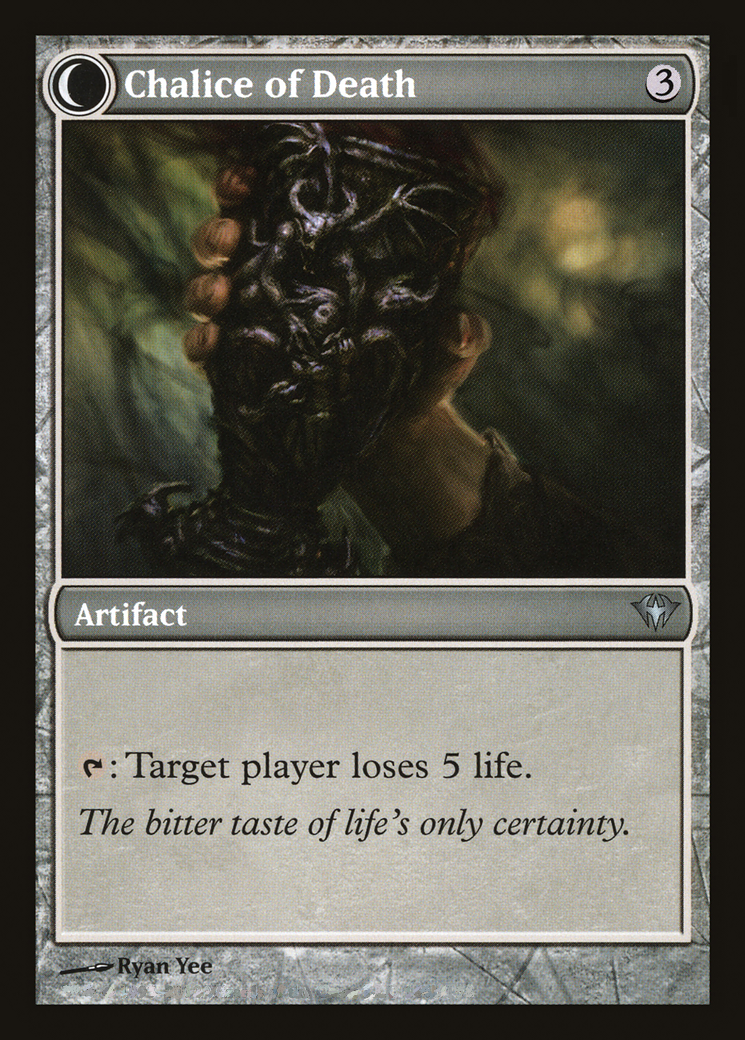 Chalice of Death
3
Artifact
: Target player loses 5 life.
The bitter taste of life's only certainty.
Ryan Yee